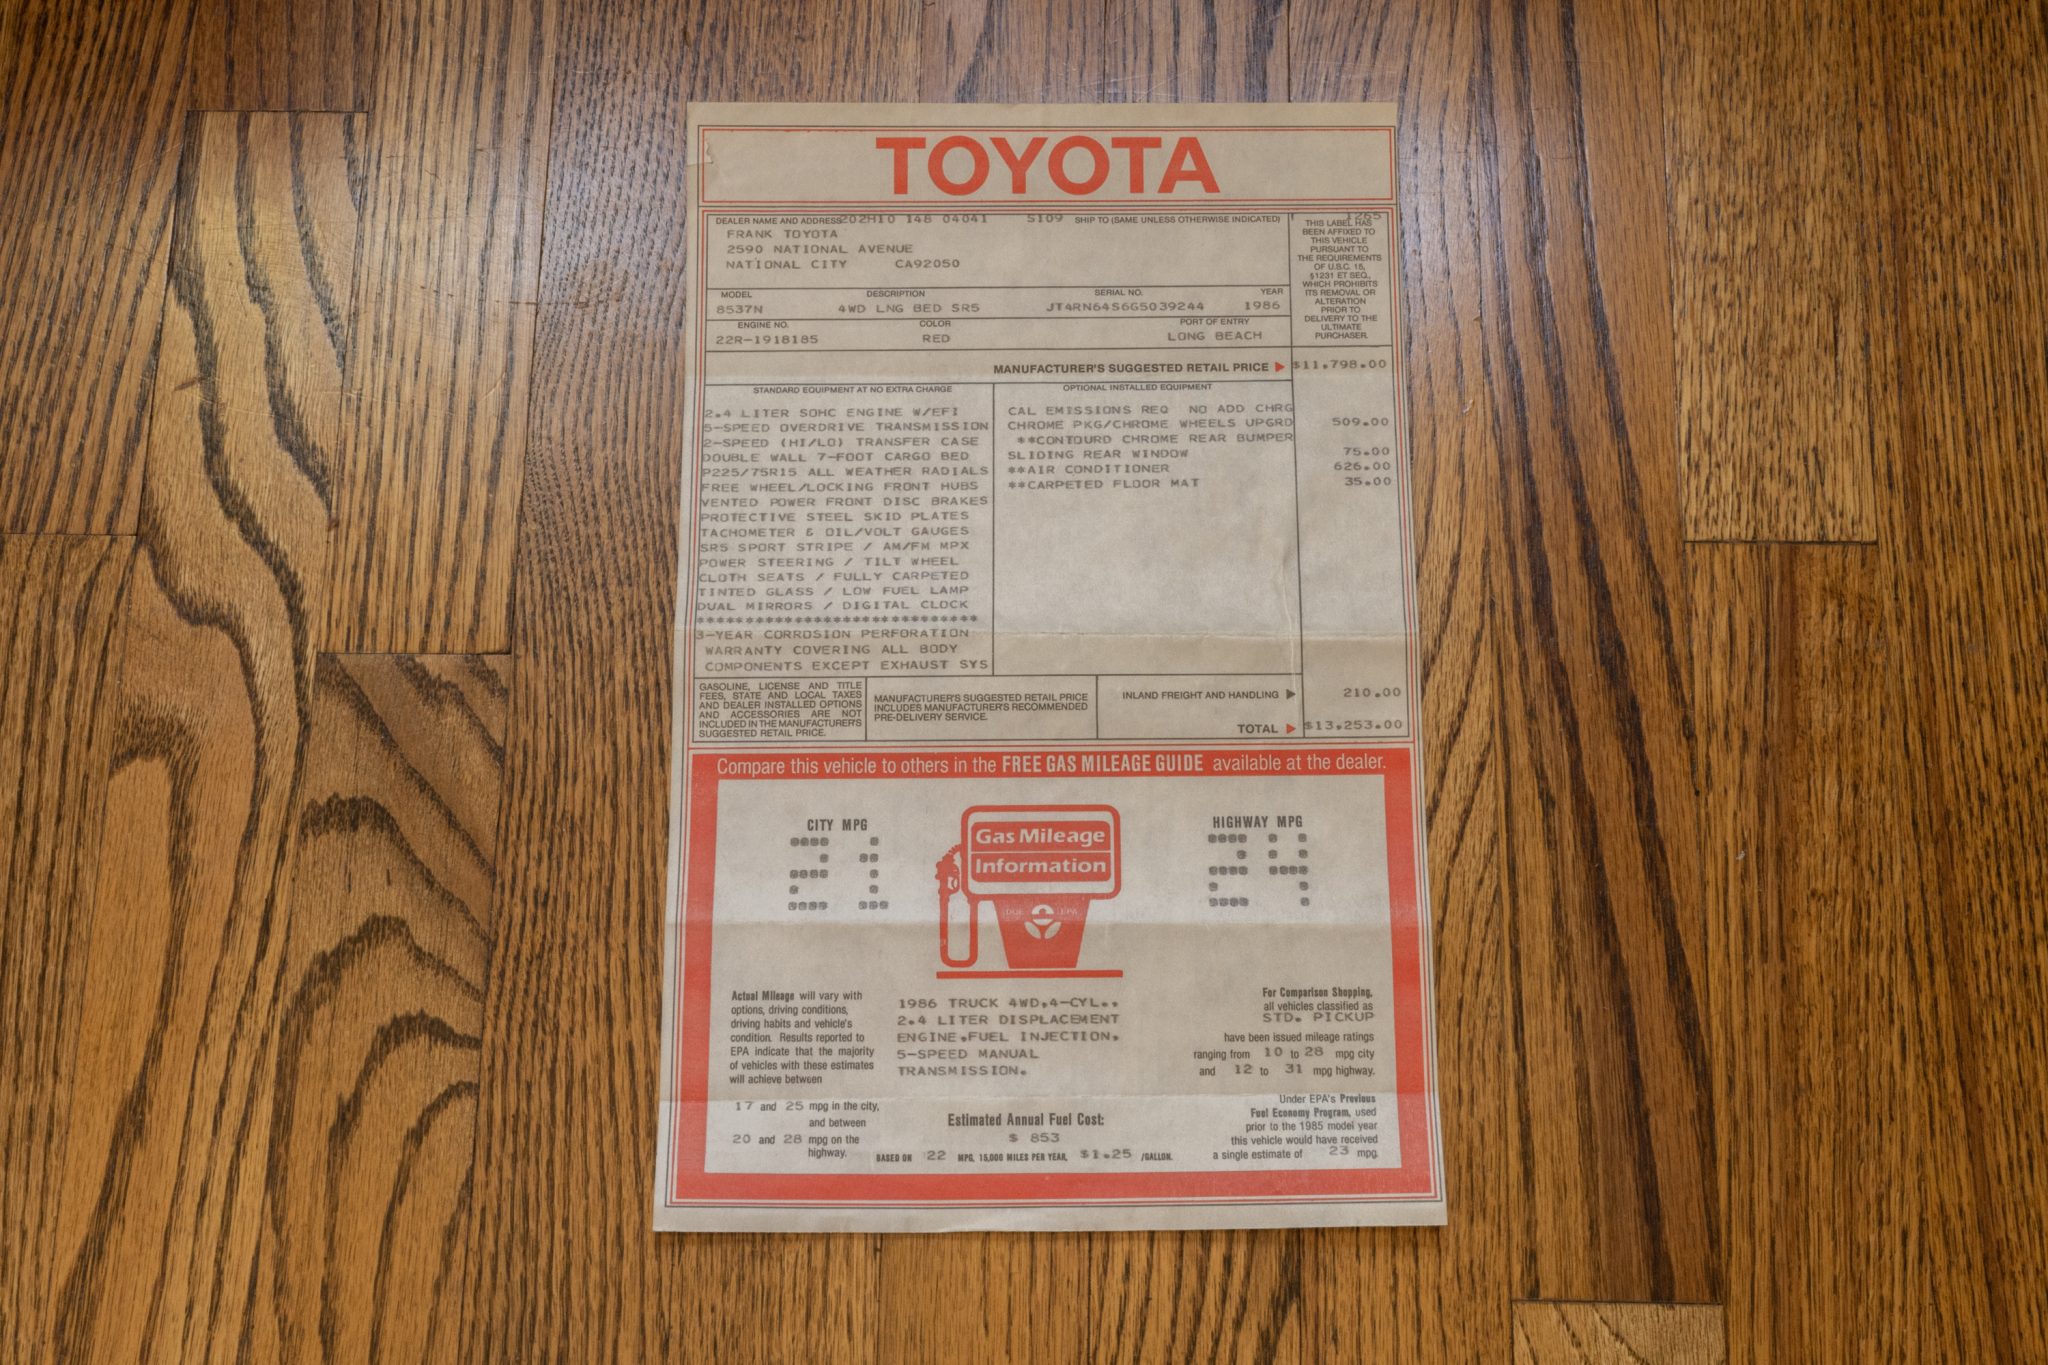 TOYOTA
DEALER NAME AND ADDRESS 202H10 148 04041 S109 SHIP TO (SAME UNLESS OTHERWISE INDICATED) 1265
FRANK TOYOTA
2590 NATIONAL AVENUE
NATIONAL CITY CA92050
THIS LABEL HAS
BEEN AFFIXED TO
THIS VEHICLE
PURSUANT TO
THE REQUIREMENTS
OF U.S.C. 15,
§1231 ET SEQ.,
WHICH PROHIBITS
ITS REMOVAL OR
ALTERATION
PRIOR TO
DELIVERY TO THE
ULTIMATE
PURCHASER.
MODEL DESCRIPTION SERIAL NO. YEAR
8537N 4WD LNG BED SR5 JT4RN64S6G5039244 1986
ENGINE NO. COLOR PORT OF ENTRY
22R-1918185 RED LONG BEACH
MANUFACTURER'S SUGGESTED RETAIL PRICE ▶ $11,798.00
STANDARD EQUIPMENT AT NO EXTRA CHARGE
2.4 LITER SOHC ENGINE W/EFI
5-SPEED OVERDRIVE TRANSMISSION
2-SPEED (HI/LO) TRANSFER CASE
DOUBLE WALL 7-FOOT CARGO BED
P225/75R15 ALL WEATHER RADIALS
FREE WHEEL/LOCKING FRONT HUBS
VENTED POWER FRONT DISC BRAKES
PROTECTIVE STEEL SKID PLATES
TACHOMETER & OIL/VOLT GAUGES
SR5 SPORT STRIPE / AM/FM MPX
POWER STEERING / TILT WHEEL
CLOTH SEATS / FULLY CARPETED
TINTED GLASS / LOW FUEL LAMP
DUAL MIRRORS / DIGITAL CLOCK
*****************************
3-YEAR CORROSION PERFORATION
WARRANTY COVERING ALL BODY
COMPONENTS EXCEPT EXHAUST SYS
OPTIONAL INSTALLED EQUIPMENT
CAL EMISSIONS REQ NO ADD CHRG
CHROME PKG/CHROME WHEELS UPGRD 509.00
**CONTOURD CHROME REAR BUMPER
SLIDING REAR WINDOW 75.00
**AIR CONDITIONER 626.00
**CARPETED FLOOR MAT 35.00
GASOLINE, LICENSE AND TITLE
FEES, STATE AND LOCAL TAXES
AND DEALER INSTALLED OPTIONS
AND ACCESSORIES ARE NOT
INCLUDED IN THE MANUFACTURER'S
SUGGESTED RETAIL PRICE.
MANUFACTURER'S SUGGESTED RETAIL PRICE
INCLUDES MANUFACTURER'S RECOMMENDED
PRE-DELIVERY SERVICE.
INLAND FREIGHT AND HANDLING ▶ 210.00
TOTAL ▶ $13,253.00
Compare this vehicle to others in the FREE GAS MILEAGE GUIDE available at the dealer.
CITY MPG
21
Gas Mileage
Information
DOE EPA
HIGHWAY MPG
24
Actual Mileage will vary with
options, driving conditions,
driving habits and vehicle's
condition. Results reported to
EPA indicate that the majority
of vehicles with these estimates
will achieve between
17 and 25 mpg in the city,
and between
20 and 28 mpg on the
highway.
1986 TRUCK 4WD,4-CYL.,
2.4 LITER DISPLACEMENT
ENGINE,FUEL INJECTION,
5-SPEED MANUAL
TRANSMISSION.
Estimated Annual Fuel Cost:
$ 853
BASED ON 22 MPG, 15,000 MILES PER YEAR, $1.25 /GALLON.
For Comparison Shopping,
all vehicles classified as
STD. PICKUP
have been issued mileage ratings
ranging from 10 to 28 mpg city
and 12 to 31 mpg highway.
Under EPA's Previous
Fuel Economy Program, used
prior to the 1985 model year
this vehicle would have received
a single estimate of 23 mpg.